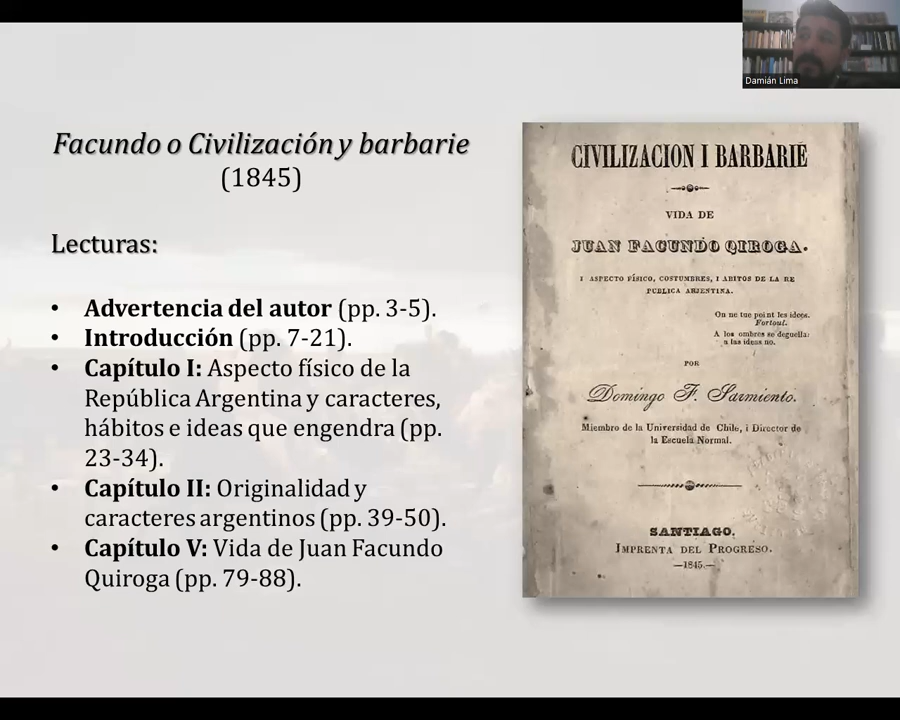 Damián Lima
Facundo o Civilización y barbarie
(1845)
Lecturas:
• Advertencia del autor (pp. 3-5).
• Introducción (pp. 7-21).
• Capítulo I: Aspecto físico de la
República Argentina y caracteres,
hábitos e ideas que engendra (pp.
23-34).
• Capítulo II: Originalidad y
caracteres argentinos (pp. 39-50).
• Capítulo V: Vida de Juan Facundo
Quiroga (pp. 79-88).
CIVILIZACION I BARBARIE
VIDA DE
JUAN FACUNDO QIROGA.
I ASPECTO FÍSICO, COSTUMBRES, I ABITOS DE LA RE
PUBLICA ARJENTINA.
On ne tue point les idees.
Fortoul.
A los ombres se deguella:
a las ideas no.
POR
Domingo F. Sarmiento.
Miembro de la Universidad de Chile, i Director de
la Escuela Normal.
SANTIAGO.
IMPRENTA DEL PROGRESO.
—1845.—